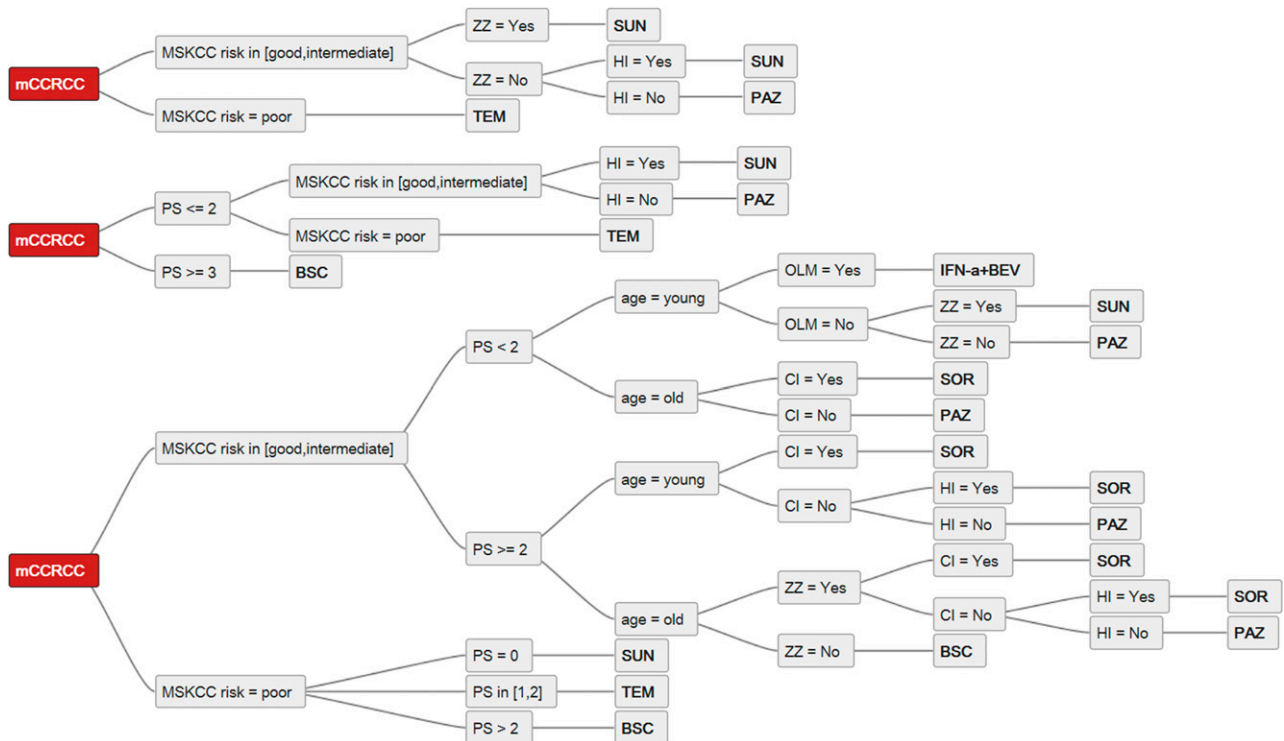 mCCRCC
MSKCC risk in [good,intermediate]
ZZ = Yes
SUN
ZZ = No
HI = Yes
SUN
HI = No
PAZ
MSKCC risk = poor
TEM
mCCRCC
PS <= 2
MSKCC risk in [good,intermediate]
HI = Yes
SUN
HI = No
PAZ
MSKCC risk = poor
TEM
PS >= 3
BSC
mCCRCC
MSKCC risk in [good,intermediate]
PS < 2
age = young
OLM = Yes
IFN-a+BEV
OLM = No
ZZ = Yes
SUN
ZZ = No
PAZ
age = old
CI = Yes
SOR
CI = No
PAZ
PS >= 2
age = young
CI = Yes
SOR
CI = No
HI = Yes
SOR
HI = No
PAZ
age = old
ZZ = Yes
CI = Yes
SOR
CI = No
HI = Yes
SOR
HI = No
PAZ
ZZ = No
BSC
MSKCC risk = poor
PS = 0
SUN
PS in [1,2]
TEM
PS > 2
BSC